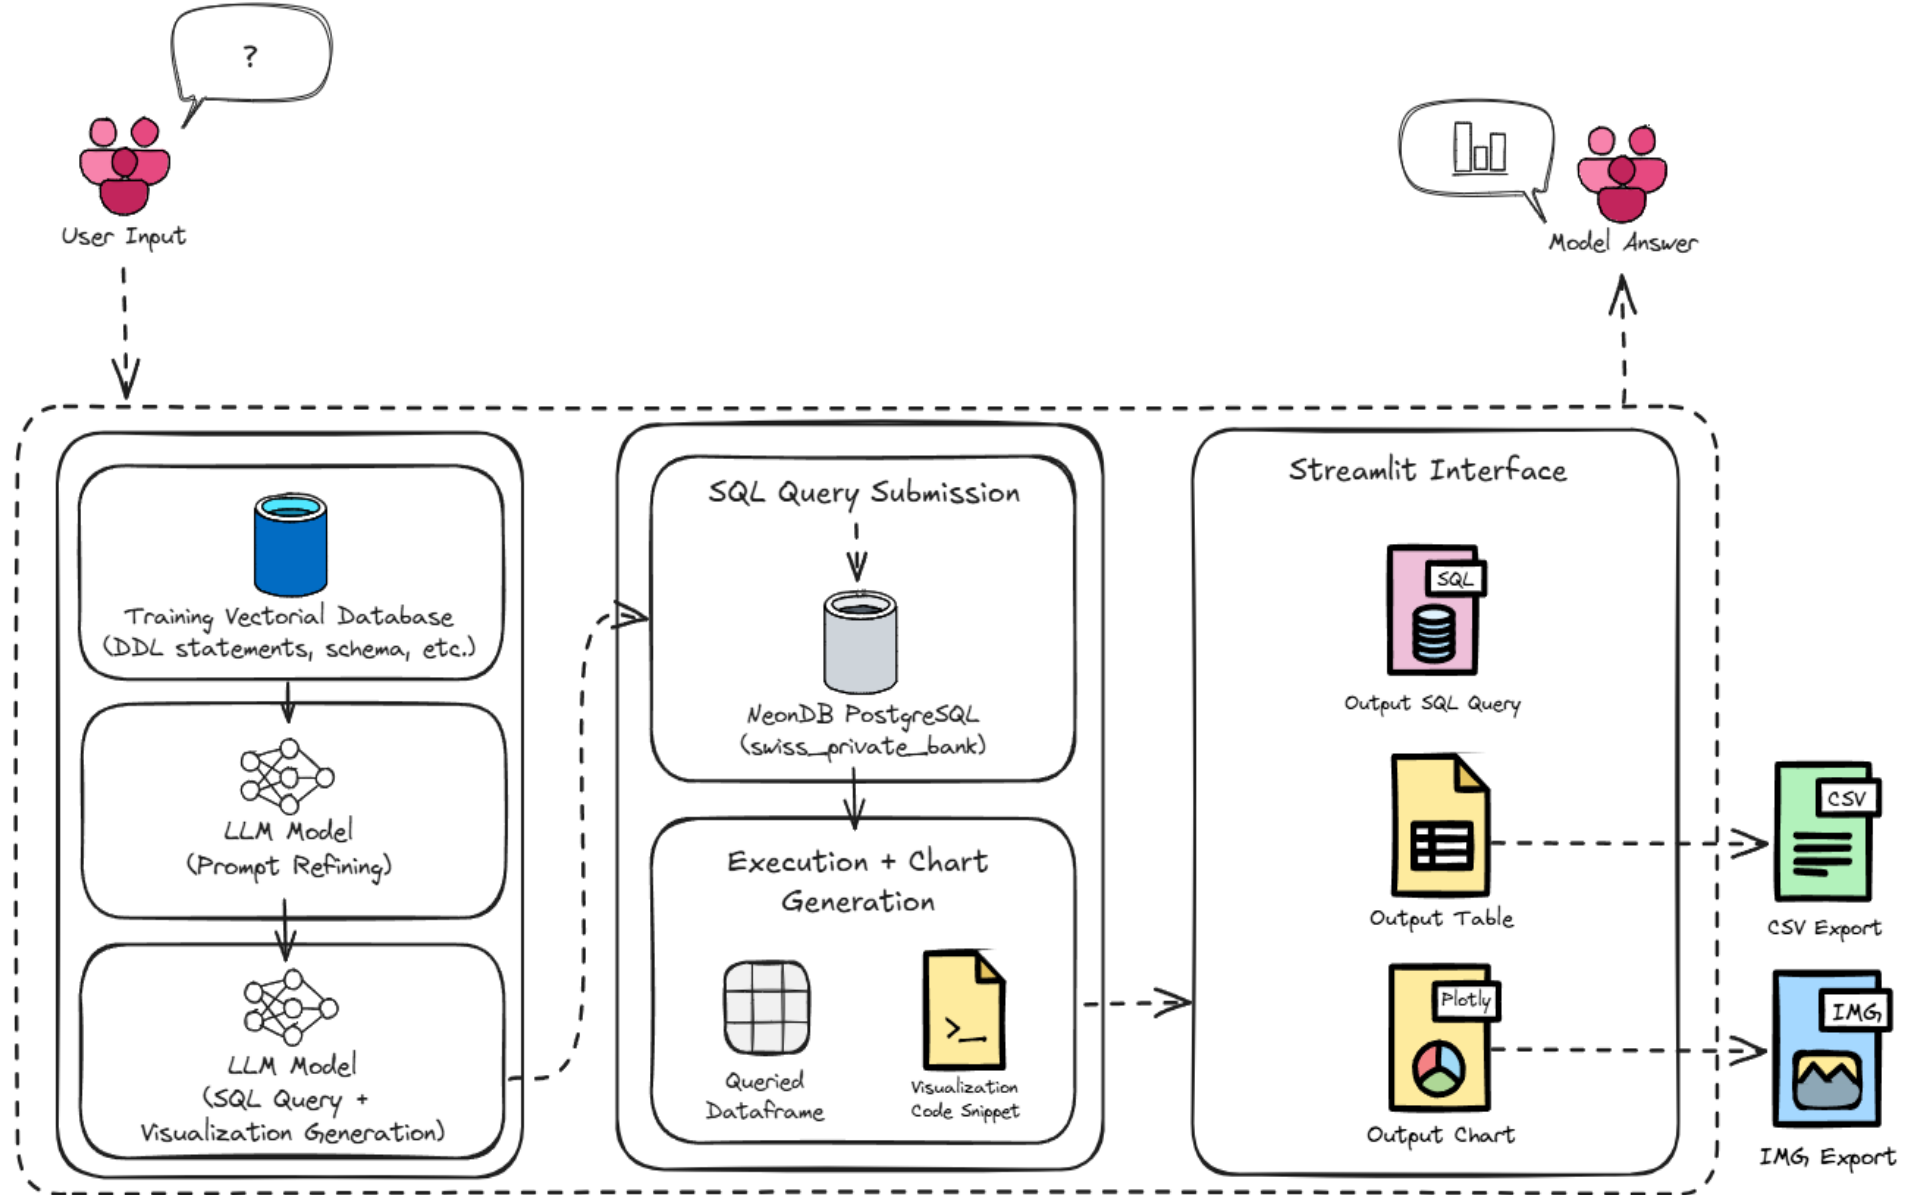 ?
User Input
Model Answer
Training Vectorial Database
(DDL statements, schema, etc.)
LLM Model
(Prompt Refining)
LLM Model
(SQL Query +
Visualization Generation)
SQL Query Submission
NeonDB PostgreSQL
(swiss_private_bank)
Execution + Chart
Generation
Queried
Dataframe
Visualization
Code Snippet
Streamlit Interface
SQL
Output SQL Query
Output Table
Plotly
Output Chart
CSV
CSV Export
IMG
IMG Export